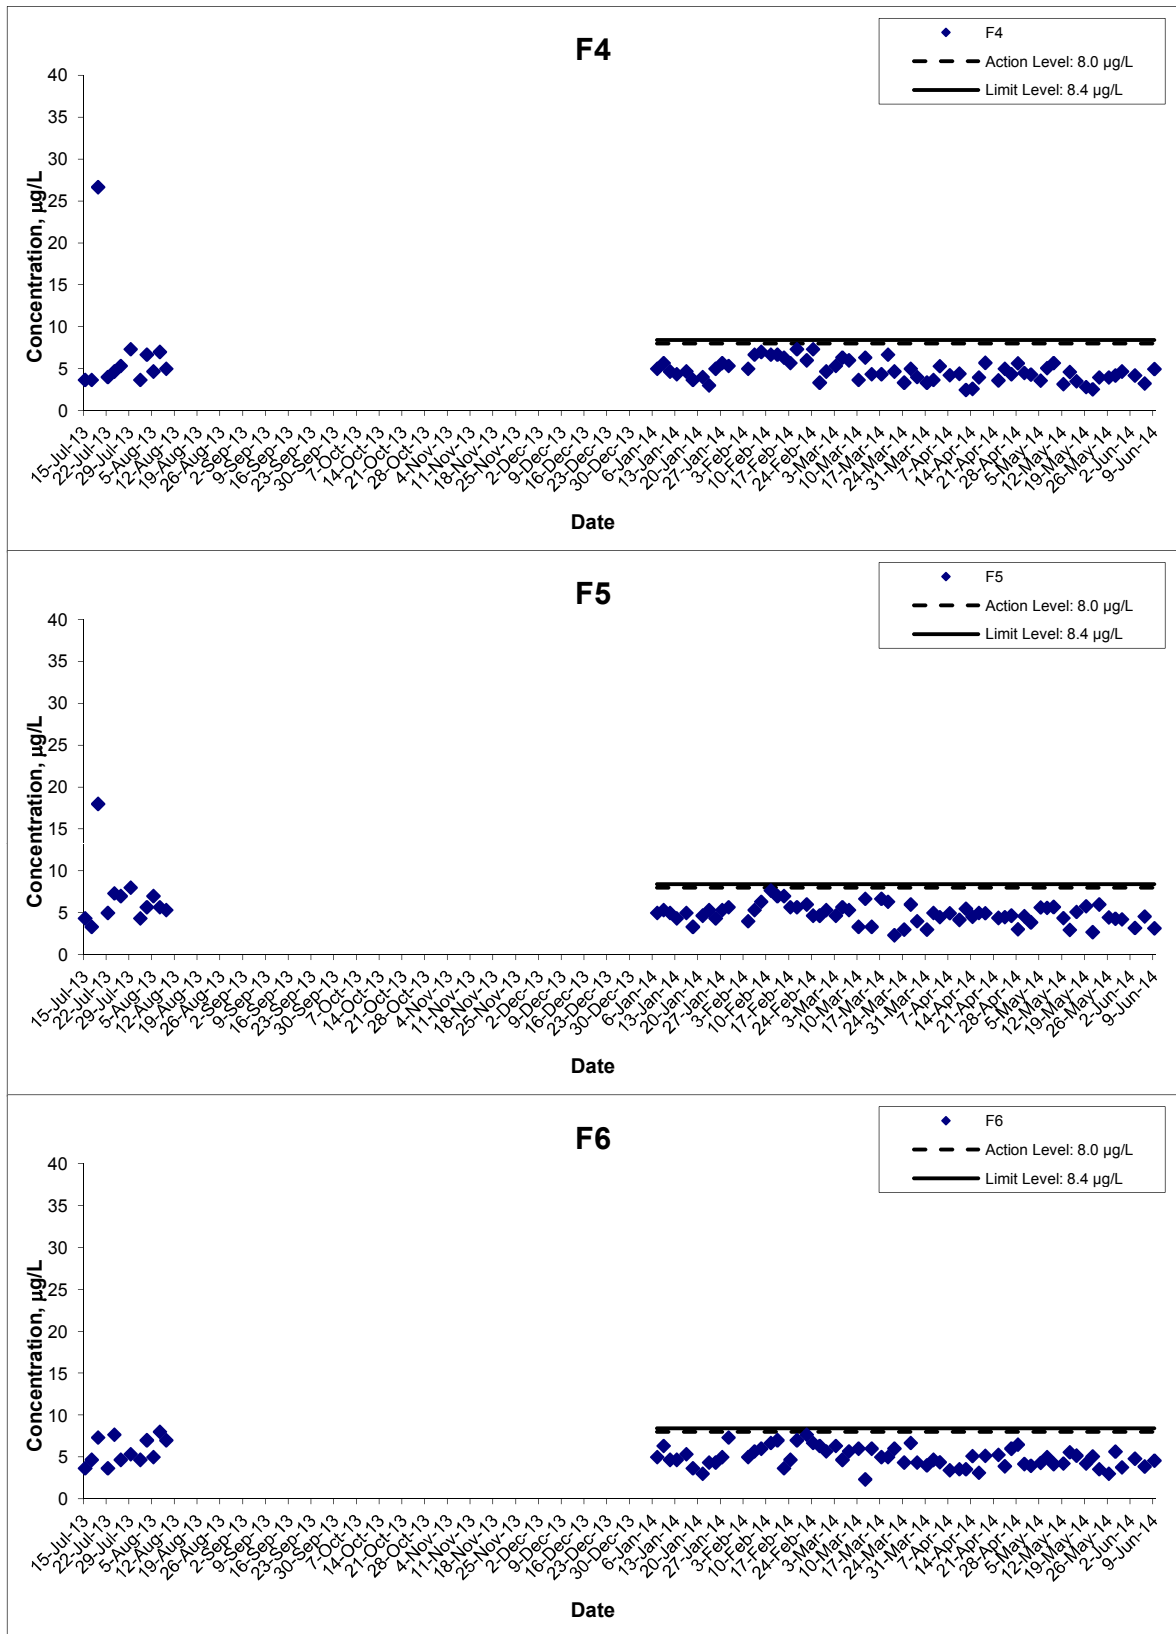 F4
F4
Action Level: 8.0 µg/L
Limit Level: 8.4 µg/L
Concentration, µg/L
40
35
30
25
20
15
10
5
0
15-Jul-13
22-Jul-13
29-Jul-13
5-Aug-13
12-Aug-13
19-Aug-13
26-Aug-13
2-Sep-13
9-Sep-13
16-Sep-13
23-Sep-13
30-Sep-13
7-Oct-13
14-Oct-13
21-Oct-13
28-Oct-13
4-Nov-13
11-Nov-13
18-Nov-13
25-Nov-13
2-Dec-13
9-Dec-13
16-Dec-13
23-Dec-13
30-Dec-13
6-Jan-14
13-Jan-14
20-Jan-14
27-Jan-14
3-Feb-14
10-Feb-14
17-Feb-14
24-Feb-14
3-Mar-14
10-Mar-14
17-Mar-14
24-Mar-14
31-Mar-14
7-Apr-14
14-Apr-14
21-Apr-14
28-Apr-14
5-May-14
12-May-14
19-May-14
26-May-14
2-Jun-14
9-Jun-14
Date
F5
F5
Action Level: 8.0 µg/L
Limit Level: 8.4 µg/L
Concentration, µg/L
40
35
30
25
20
15
10
5
0
15-Jul-13
22-Jul-13
29-Jul-13
5-Aug-13
12-Aug-13
19-Aug-13
26-Aug-13
2-Sep-13
9-Sep-13
16-Sep-13
23-Sep-13
30-Sep-13
7-Oct-13
14-Oct-13
21-Oct-13
28-Oct-13
4-Nov-13
11-Nov-13
18-Nov-13
25-Nov-13
2-Dec-13
9-Dec-13
16-Dec-13
23-Dec-13
30-Dec-13
6-Jan-14
13-Jan-14
20-Jan-14
27-Jan-14
3-Feb-14
10-Feb-14
17-Feb-14
24-Feb-14
3-Mar-14
10-Mar-14
17-Mar-14
24-Mar-14
31-Mar-14
7-Apr-14
14-Apr-14
21-Apr-14
28-Apr-14
5-May-14
12-May-14
19-May-14
26-May-14
2-Jun-14
9-Jun-14
Date
F6
F6
Action Level: 8.0 µg/L
Limit Level: 8.4 µg/L
Concentration, µg/L
40
35
30
25
20
15
10
5
0
15-Jul-13
22-Jul-13
29-Jul-13
5-Aug-13
12-Aug-13
19-Aug-13
26-Aug-13
2-Sep-13
9-Sep-13
16-Sep-13
23-Sep-13
30-Sep-13
7-Oct-13
14-Oct-13
21-Oct-13
28-Oct-13
4-Nov-13
11-Nov-13
18-Nov-13
25-Nov-13
2-Dec-13
9-Dec-13
16-Dec-13
23-Dec-13
30-Dec-13
6-Jan-14
13-Jan-14
20-Jan-14
27-Jan-14
3-Feb-14
10-Feb-14
17-Feb-14
24-Feb-14
3-Mar-14
10-Mar-14
17-Mar-14
24-Mar-14
31-Mar-14
7-Apr-14
14-Apr-14
21-Apr-14
28-Apr-14
5-May-14
12-May-14
19-May-14
26-May-14
2-Jun-14
9-Jun-14
Date